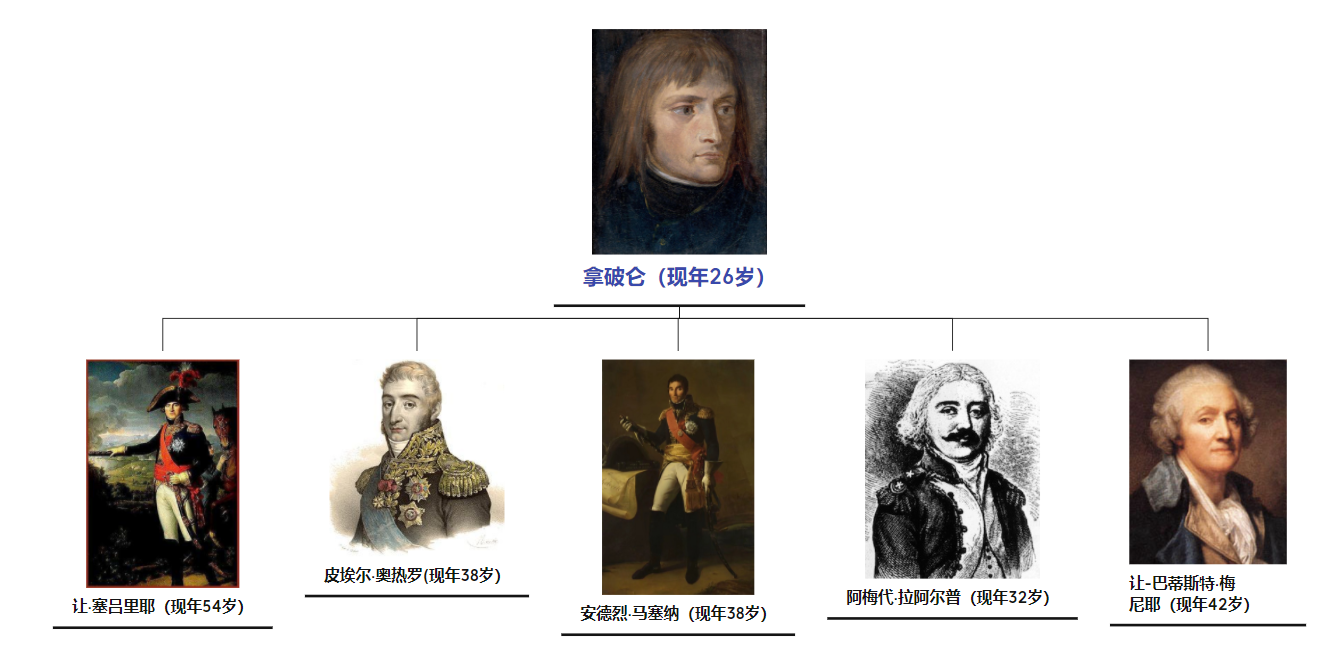 拿破仑（现年26岁）
让·塞吕里耶（现年54岁）
皮埃尔·奥热罗(现年38岁)
安德烈·马塞纳（现年38岁）
阿梅代·拉阿尔普（现年32岁）
让-巴蒂斯特·梅
尼耶（现年42岁）